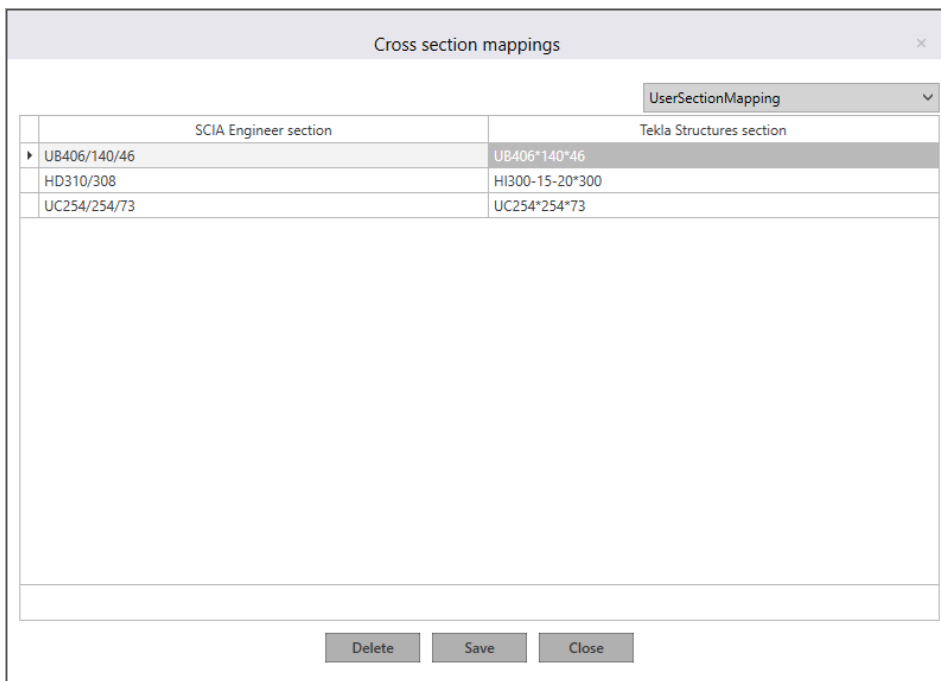 Cross section mappings
UserSectionMapping
SCIA Engineer section Tekla Structures section
UB406/140/46 UB406*140*46
HD310/308 HI300-15-20*300
UC254/254/73 UC254*254*73
Delete Save Close